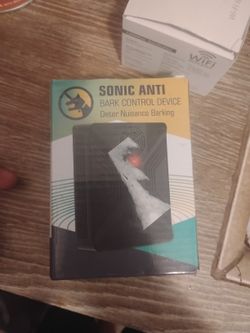 SONIC ANTI
BARK CONTROL DEVICE
Deter Nuisance Barking
WiFi